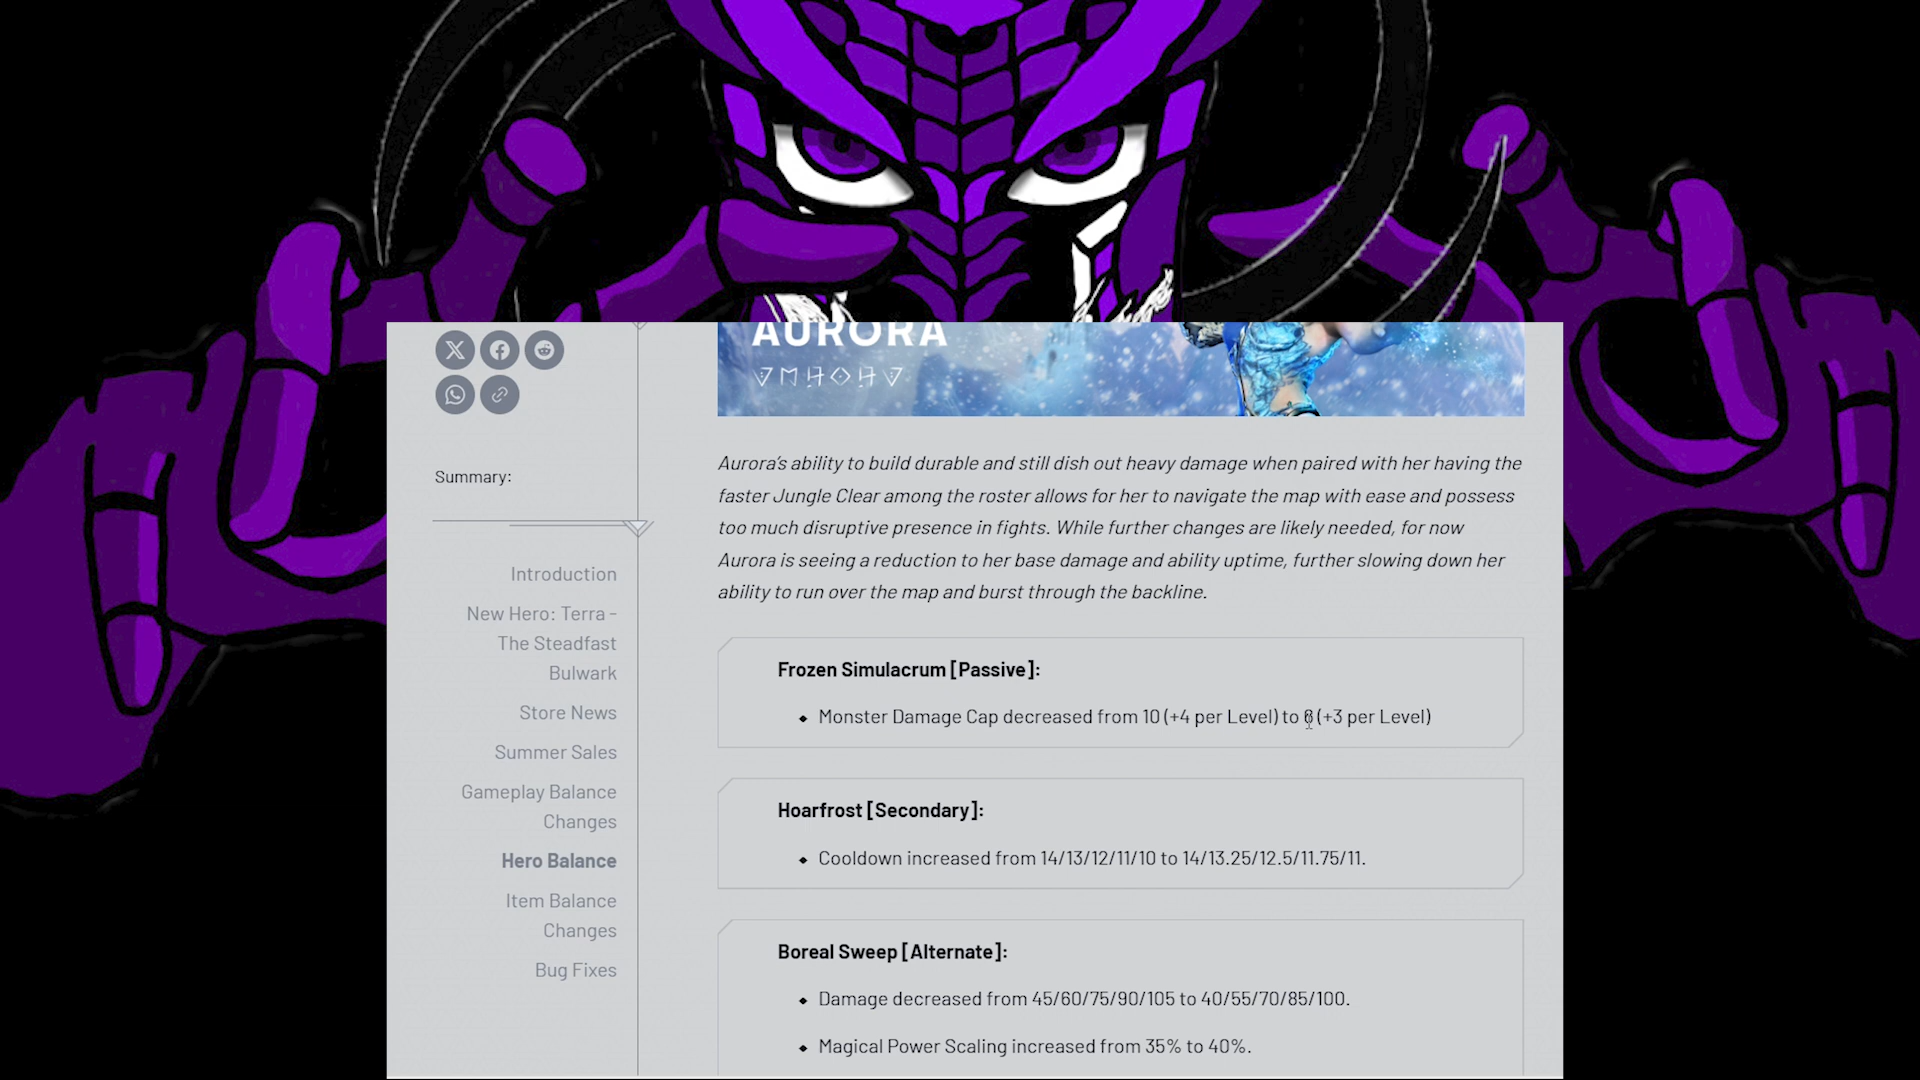 AURORA
Summary:
Introduction
New Hero: Terra -
The Steadfast
Bulwark
Store News
Summer Sales
Gameplay Balance
Changes
Hero Balance
Item Balance
Changes
Bug Fixes
Aurora's ability to build durable and still dish out heavy damage when paired with her having the
faster Jungle Clear among the roster allows for her to navigate the map with ease and possess
too much disruptive presence in fights. While further changes are likely needed, for now
Aurora is seeing a reduction to her base damage and ability uptime, further slowing down her
ability to run over the map and burst through the backline.
Frozen Simulacrum [Passive]:
Monster Damage Cap decreased from 10 (+4 per Level) to (+3 per Level)
Hoarfrost [Secondary]:
Cooldown increased from 14/13/12/11/10 to 14/13.25/12.5/11.75/11.
Boreal Sweep [Alternate]:
Damage decreased from 45/60/75/90/105 to 40/55/70/85/100.
Magical Power Scaling increased from 35% to 40%.